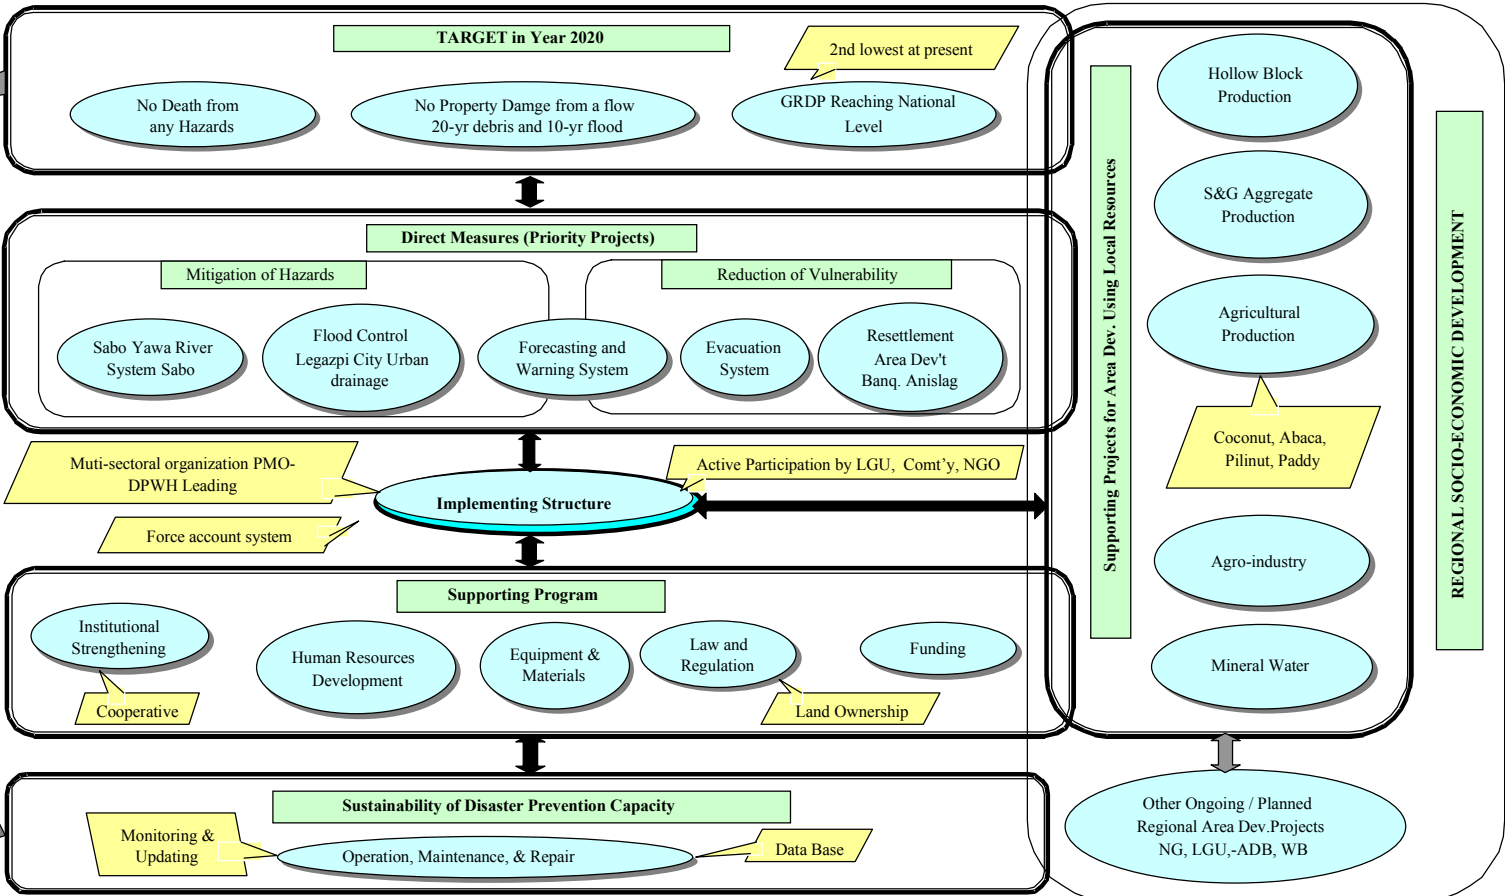 TARGET in Year 2020
2nd lowest at present
No Death from
any Hazards
No Property Damge from a flow
20-yr debris and 10-yr flood
GRDP Reaching National
Level
Direct Measures (Priority Projects)
Mitigation of Hazards
Reduction of Vulnerability
Sabo Yawa River
System Sabo
Flood Control
Legazpi City Urban
drainage
Forecasting and
Warning System
Evacuation
System
Resettlement
Area Dev't
Banq. Anislag
Muti-sectoral organization PMO-
DPWH Leading
Active Participation by LGU, Comt'y, NGO
Implementing Structure
Force account system
Supporting Program
Institutional
Strengthening
Human Resources
Development
Equipment &
Materials
Law and
Regulation
Funding
Cooperative
Land Ownership
Sustainability of Disaster Prevention Capacity
Monitoring &
Updating
Operation, Maintenance, & Repair
Data Base
Supporting Projects for Area Dev. Using Local Resources
Hollow Block
Production
S&G Aggregate
Production
Agricultural
Production
Coconut, Abaca,
Pilinut, Paddy
Agro-industry
Mineral Water
REGIONAL SOCIO-ECONOMIC DEVELOPMENT
Other Ongoing / Planned
Regional Area Dev.Projects
NG, LGU,-ADB, WB